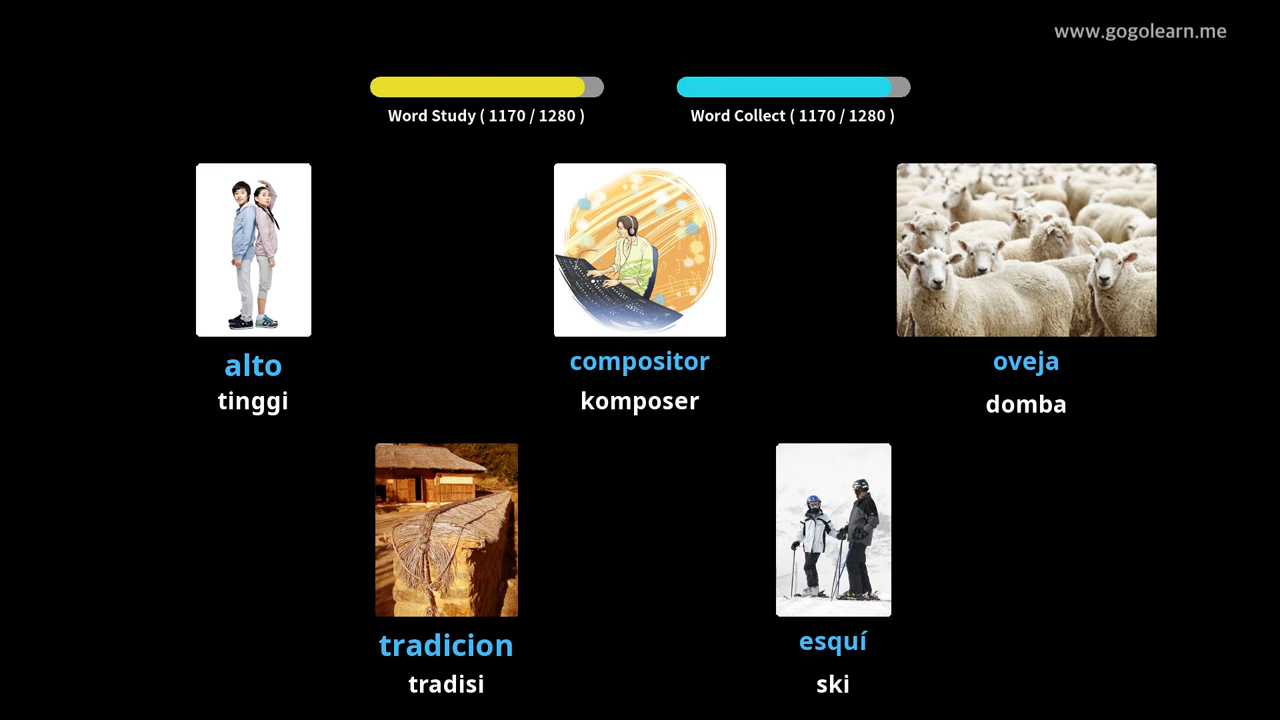 www.gogolearn.me
Word Study ( 1170 / 1280 )
Word Collect ( 1170 / 1280 )
alto
tinggi
compositor
komposer
oveja
domba
tradicion
tradisi
esquí
ski